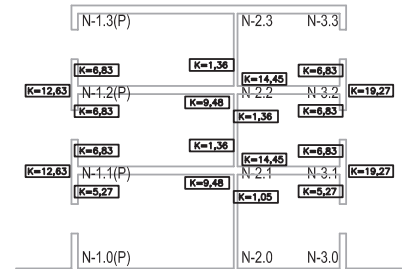 N-1.3(P) N-2.3 N-3.3
K=6,83 K=1,36 K=14,45 K=6,83
K=12,63 N-1.2(P) N-2.2 N-3.2 K=19,27
K=6,83 K=9,48 K=1,36 K=6,83
K=6,83 K=1,36 K=14,45 K=6,83
K=12,63 N-1.1(P) N-2.1 N-3.1 K=19,27
K=5,27 K=9,48 K=1,05 K=5,27
N-1.0(P) N-2.0 N-3.0